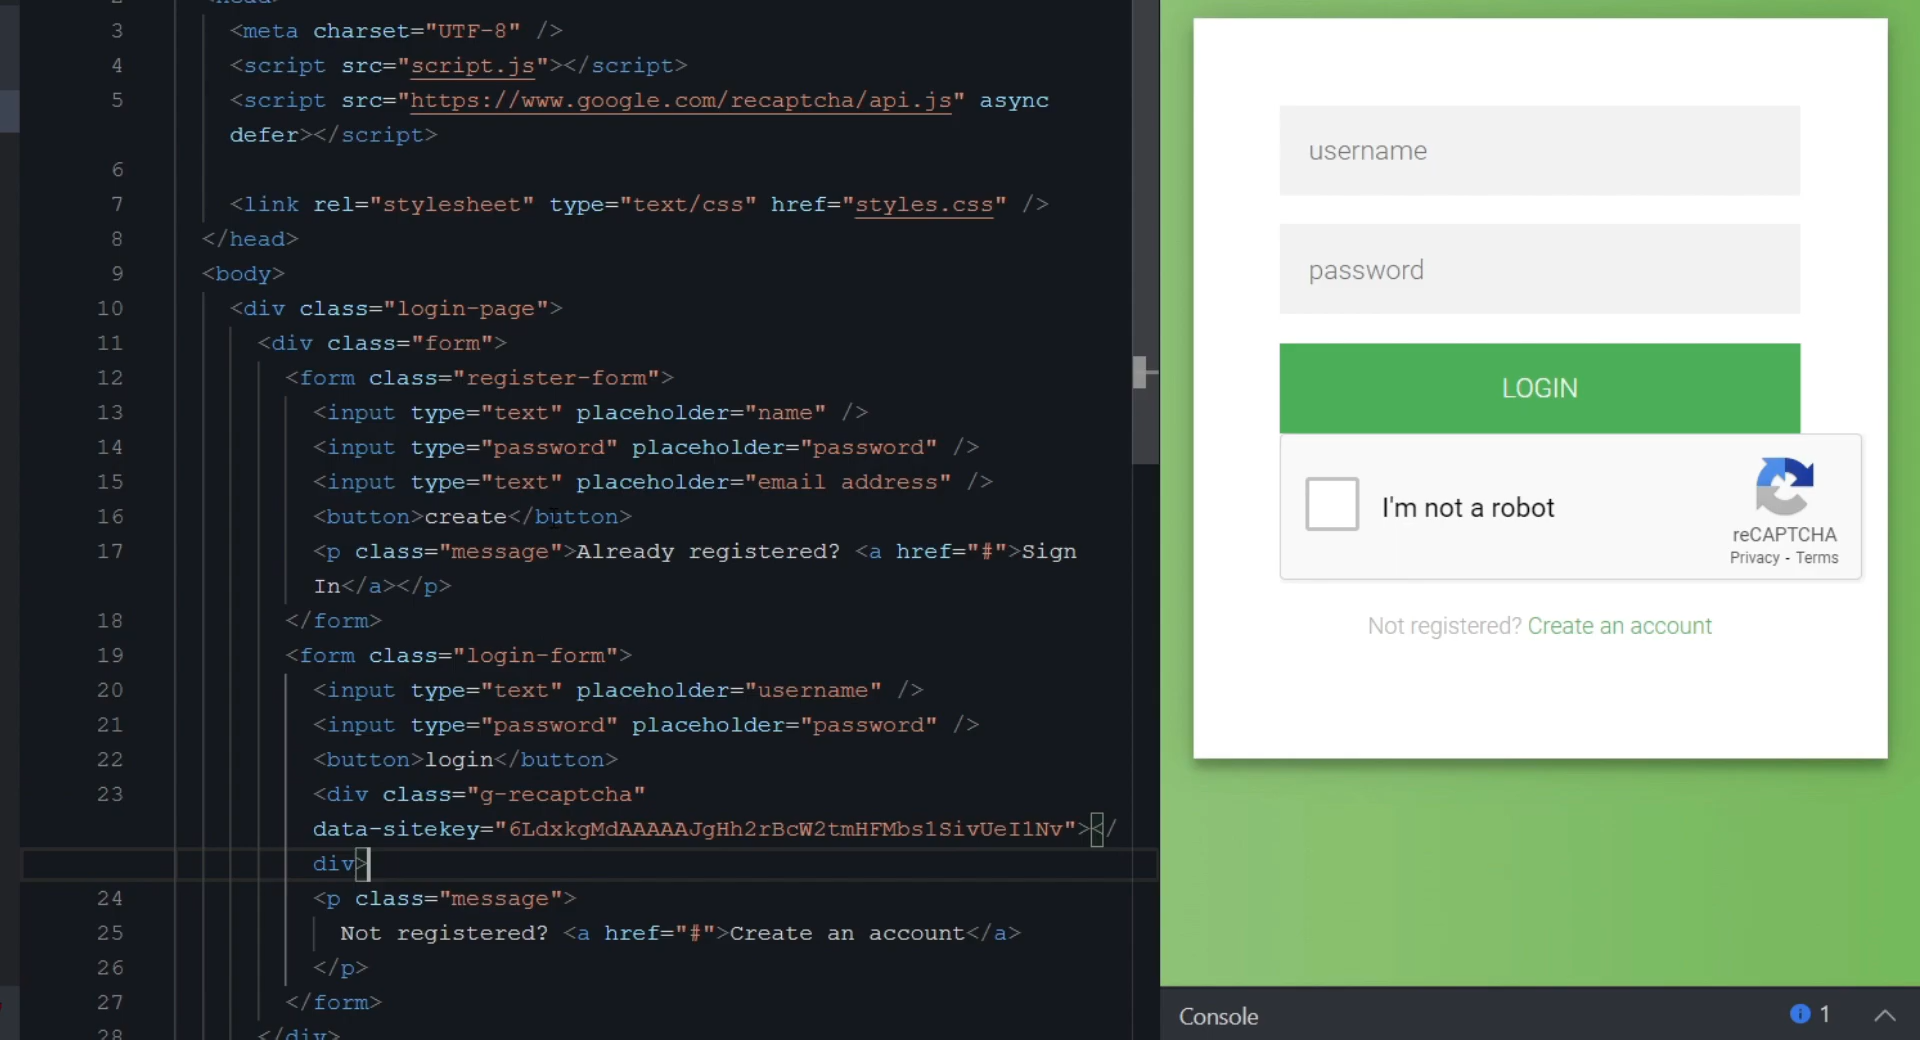 2 <head>
3 <meta charset="UTF-8" />
4 <script src="script.js"></script>
5 <script src="https://www.google.com/recaptcha/api.js" async
defer></script>
6
7 <link rel="stylesheet" type="text/css" href="styles.css" />
8 </head>
9 <body>
10 <div class="login-page">
11 <div class="form">
12 <form class="register-form">
13 <input type="text" placeholder="name" />
14 <input type="password" placeholder="password" />
15 <input type="text" placeholder="email address" />
16 <button>create</button>
17 <p class="message">Already registered? <a href="#">Sign
In</a></p>
18 </form>
19 <form class="login-form">
20 <input type="text" placeholder="username" />
21 <input type="password" placeholder="password" />
22 <button>login</button>
23 <div class="g-recaptcha"
data-sitekey="6LdxkgMdAAAAAJgHh2rBcW2tmHFMbs1SivUeI1Nv"></
div>
24 <p class="message">
25 Not registered? <a href="#">Create an account</a>
26 </p>
27 </form>
28 </div>
username
password
LOGIN
I'm not a robot
reCAPTCHA
Privacy - Terms
Not registered? Create an account
Console
1